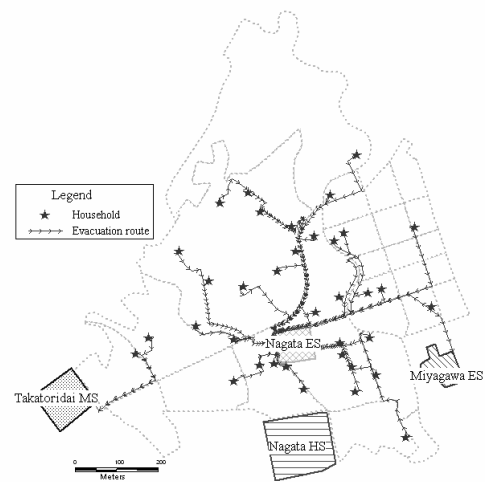 Legend
Household
Evacuation route
Nagata ES
Miyagawa ES
Takatoridai MS
Nagata HS
0 100 200
Meters